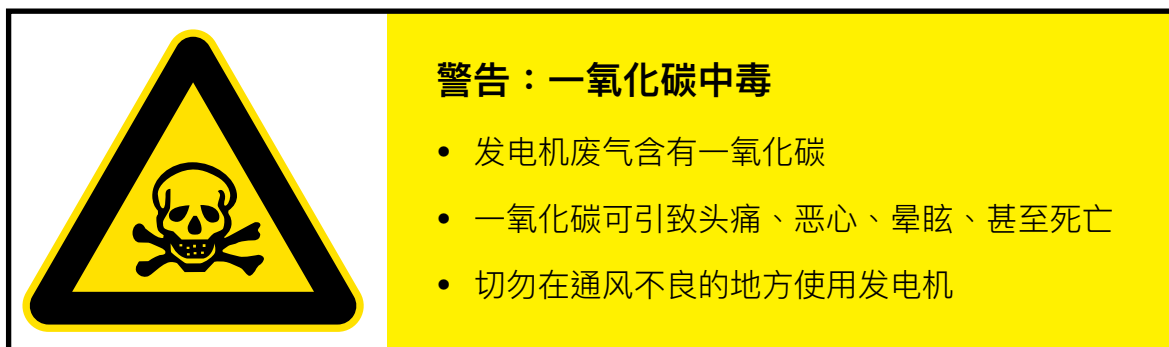 警告：一氧化碳中毒
• 发电机废气含有一氧化碳
• 一氧化碳可引致头痛、恶心、晕眩、甚至死亡
• 切勿在通风不良的地方使用发电机